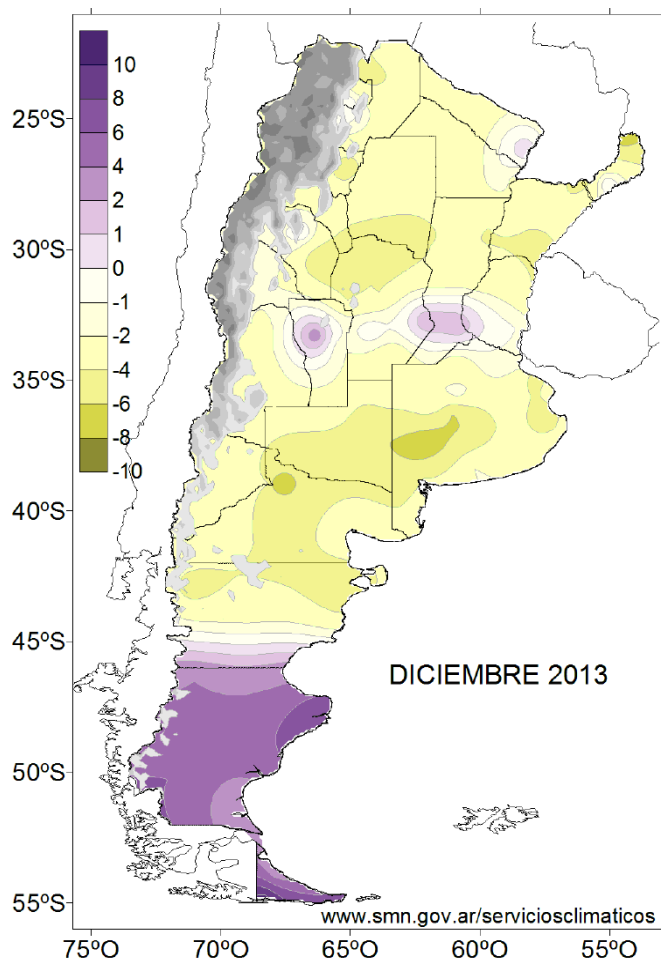 10
8
6
4
2
1
0
-1
-2
-4
-6
-8
-10
25ºS
30ºS
35ºS
40ºS
45ºS
50ºS
55ºS
DICIEMBRE 2013
www.smn.gov.ar/serviciosclimaticos
75ºO 70ºO 65ºO 60ºO 55ºO